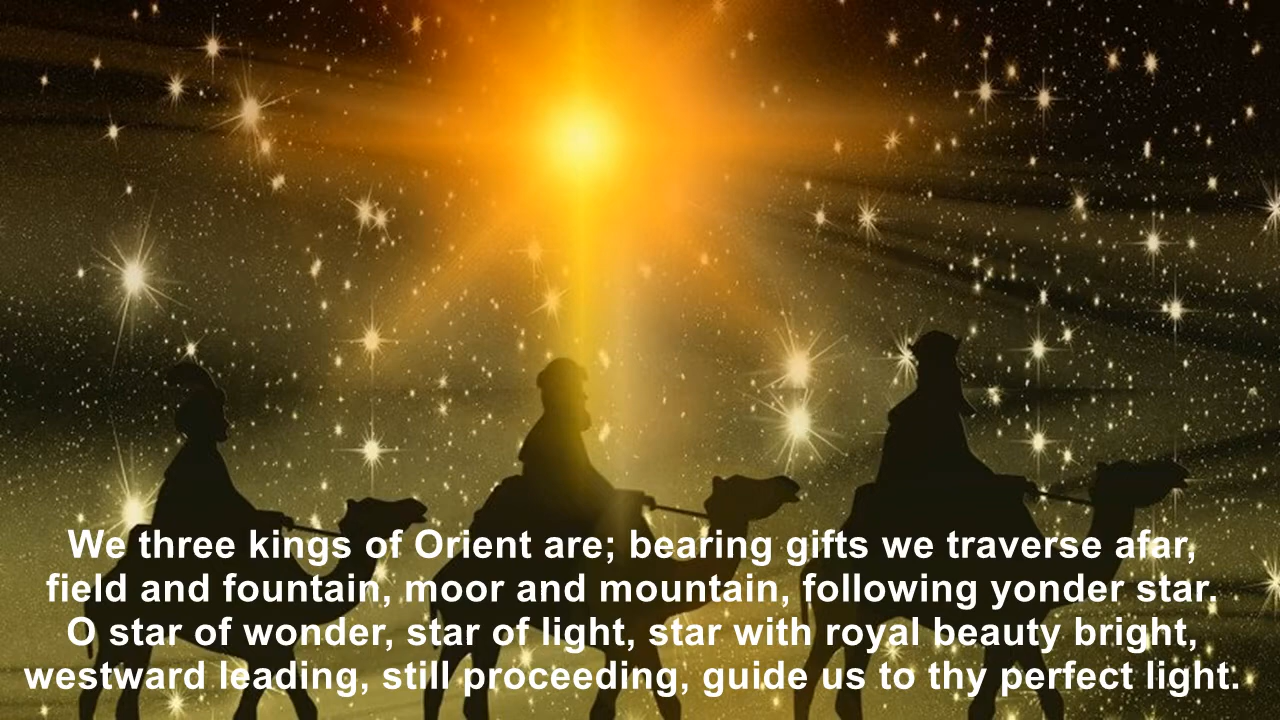 We three kings of Orient are; bearing gifts we traverse afar,
field and fountain, moor and mountain, following yonder star.
O star of wonder, star of light, star with royal beauty bright,
westward leading, still proceeding, guide us to thy perfect light.